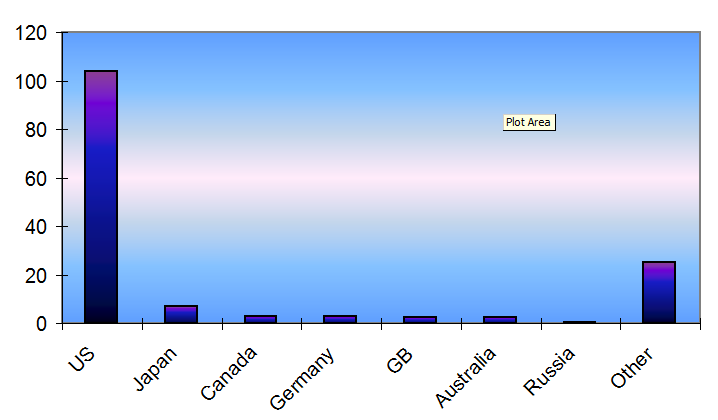 120
100
80
60
40
20
0
Plot Area
US
Japan
Canada
Germany
GB
Australia
Russia
Other